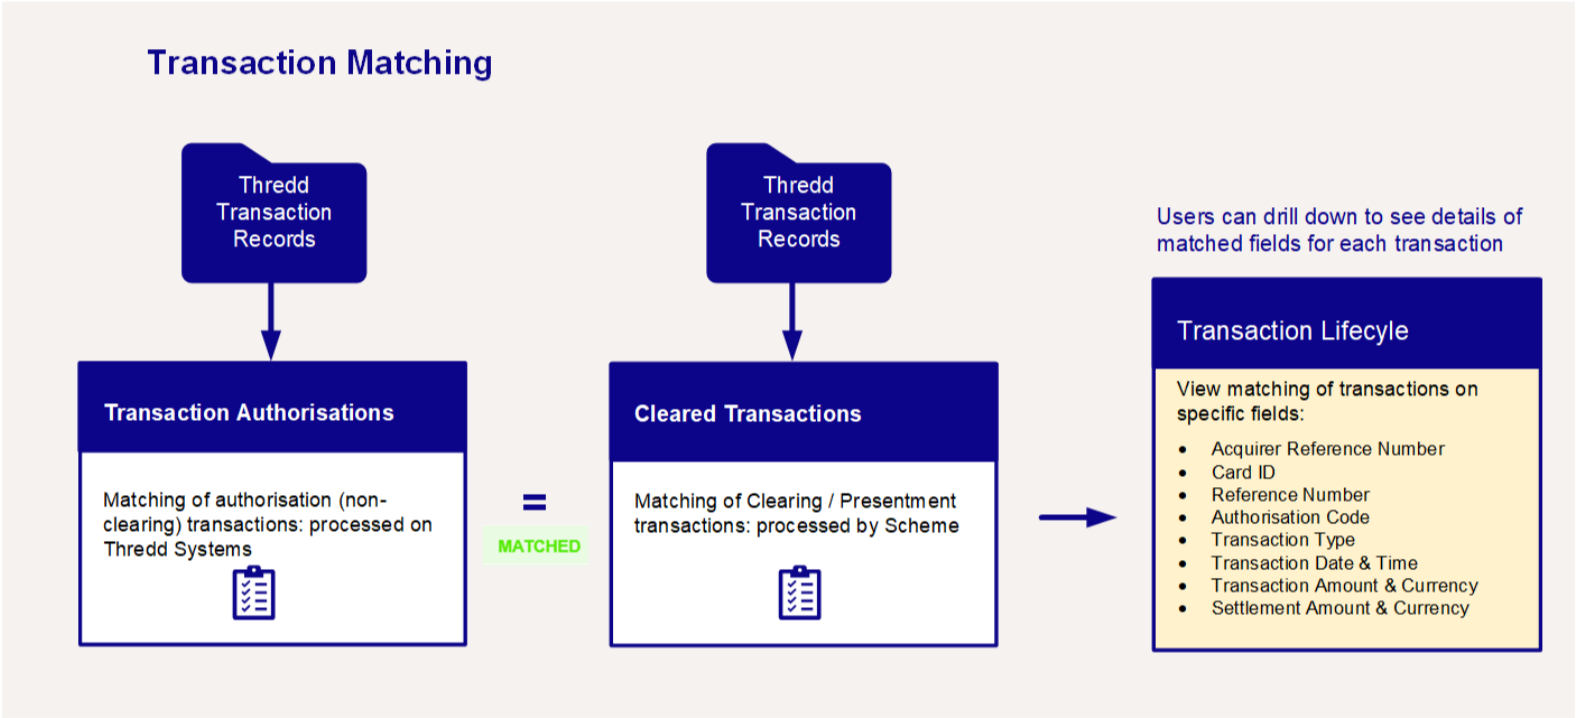 Transaction Matching
Thredd
Transaction
Records
Thredd
Transaction
Records
Transaction Authorisations
Matching of authorisation (non-
clearing) transactions: processed on
Thredd Systems
=
MATCHED
Cleared Transactions
Matching of Clearing / Presentment
transactions: processed by Scheme
Users can drill down to see details of
matched fields for each transaction
Transaction Lifecyle
View matching of transactions on
specific fields:
• Acquirer Reference Number
• Card ID
• Reference Number
• Authorisation Code
• Transaction Type
• Transaction Date & Time
• Transaction Amount & Currency
• Settlement Amount & Currency